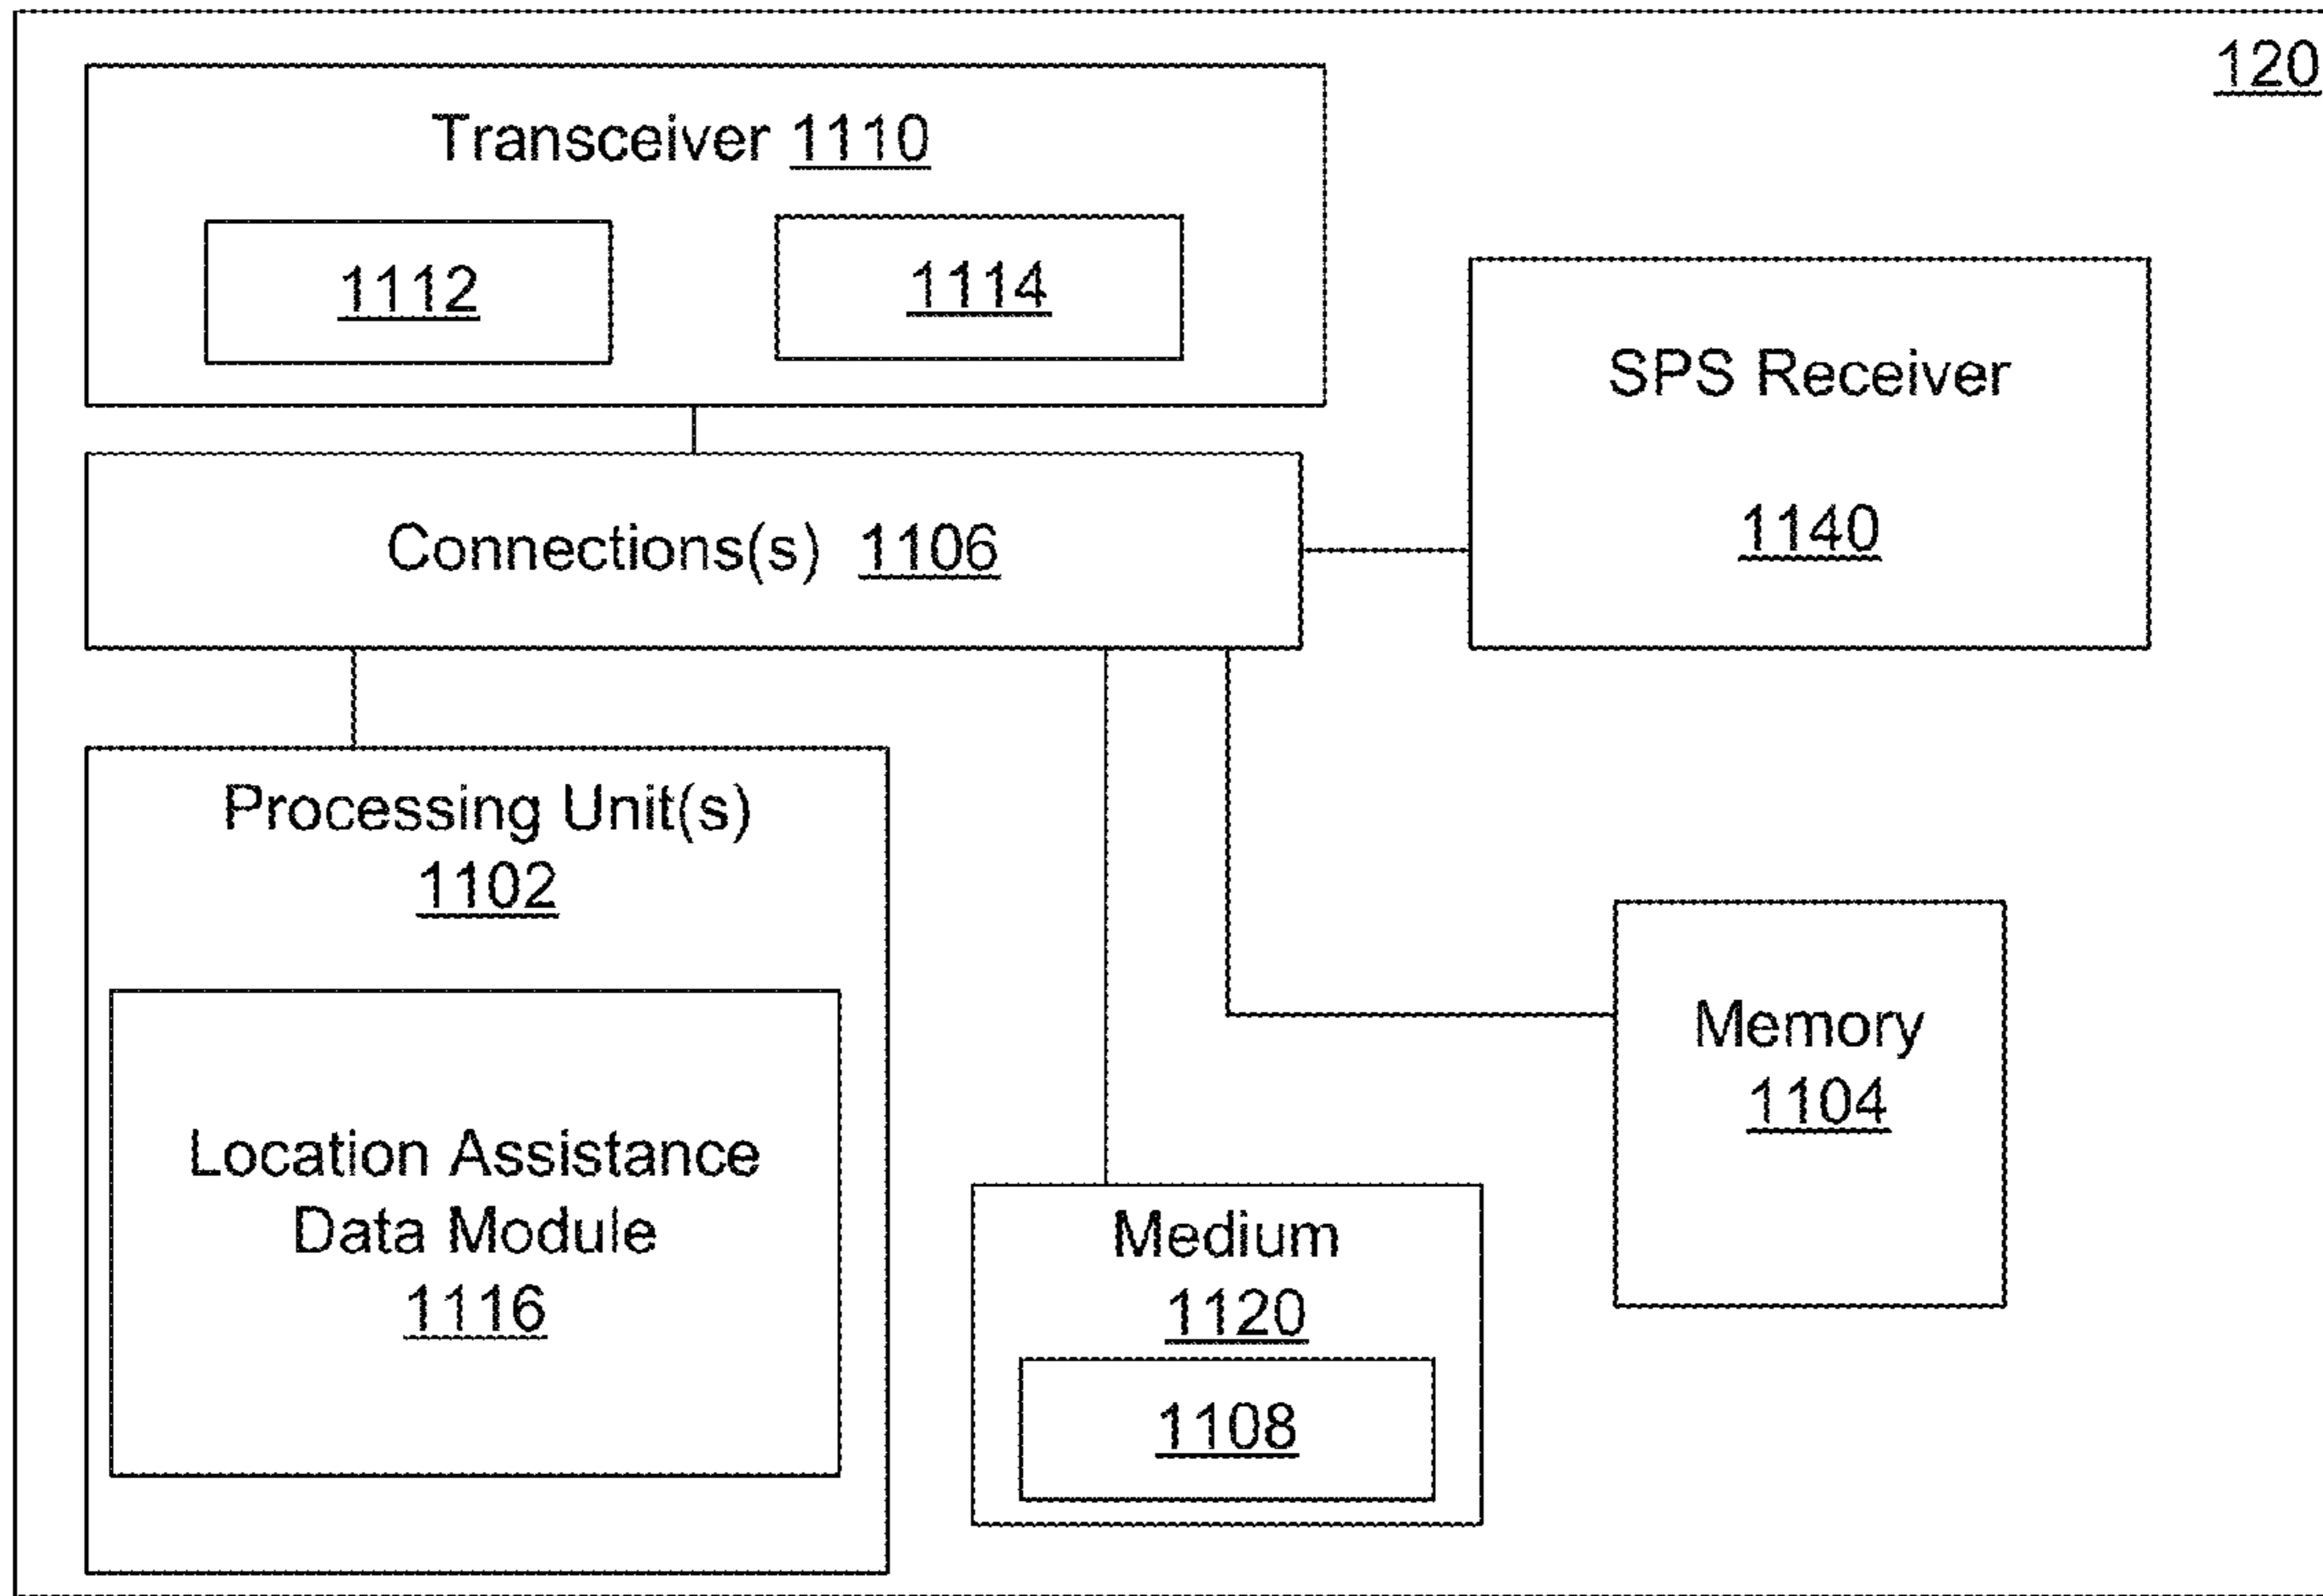 120
Transceiver 1110
1112
1114
SPS Receiver
1140
Connections(s) 1106
Processing Unit(s)
1102
Location Assistance
Data Module
1116
Memory
1104
Medium
1120
1108